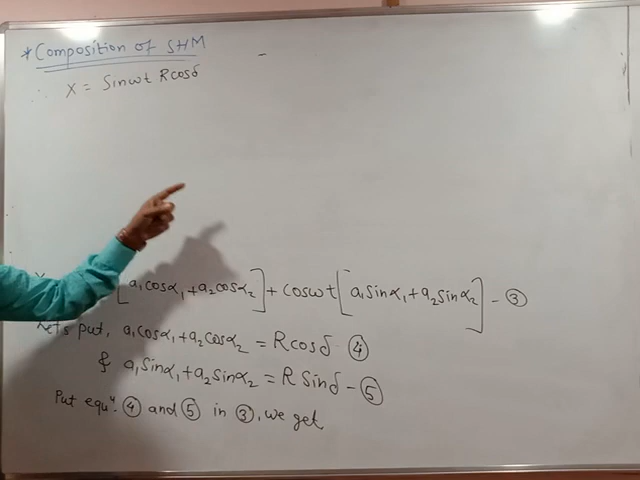 * Composition of SHM
∴ x = Sinωt Rcosδ
[a₁cosα₁+a₂cosα₂]+cosωt[a₁sinα₁+a₂sinα₂] - ③
Let's put, a₁cosα₁+a₂cosα₂ = Rcosδ ④
& a₁sinα₁+a₂sinα₂ = R Sinδ - ⑤
Put equⁿ. ④ and ⑤ in ③, we get